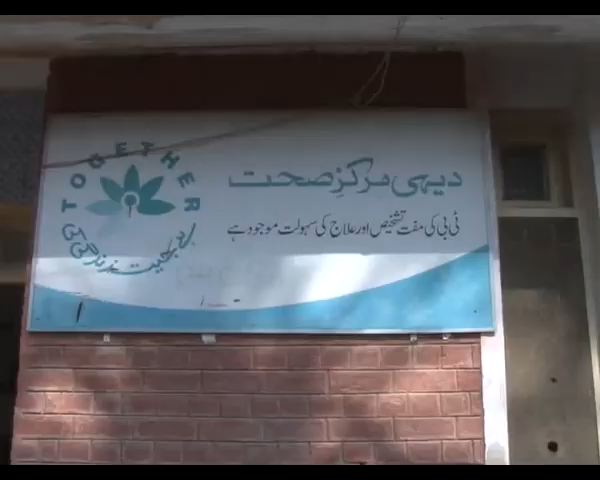 TOGETHER
دیہی مرکزِ صحت
ٹی بی کی مفت تشخیص اور علاج کی سہولت موجود ہے